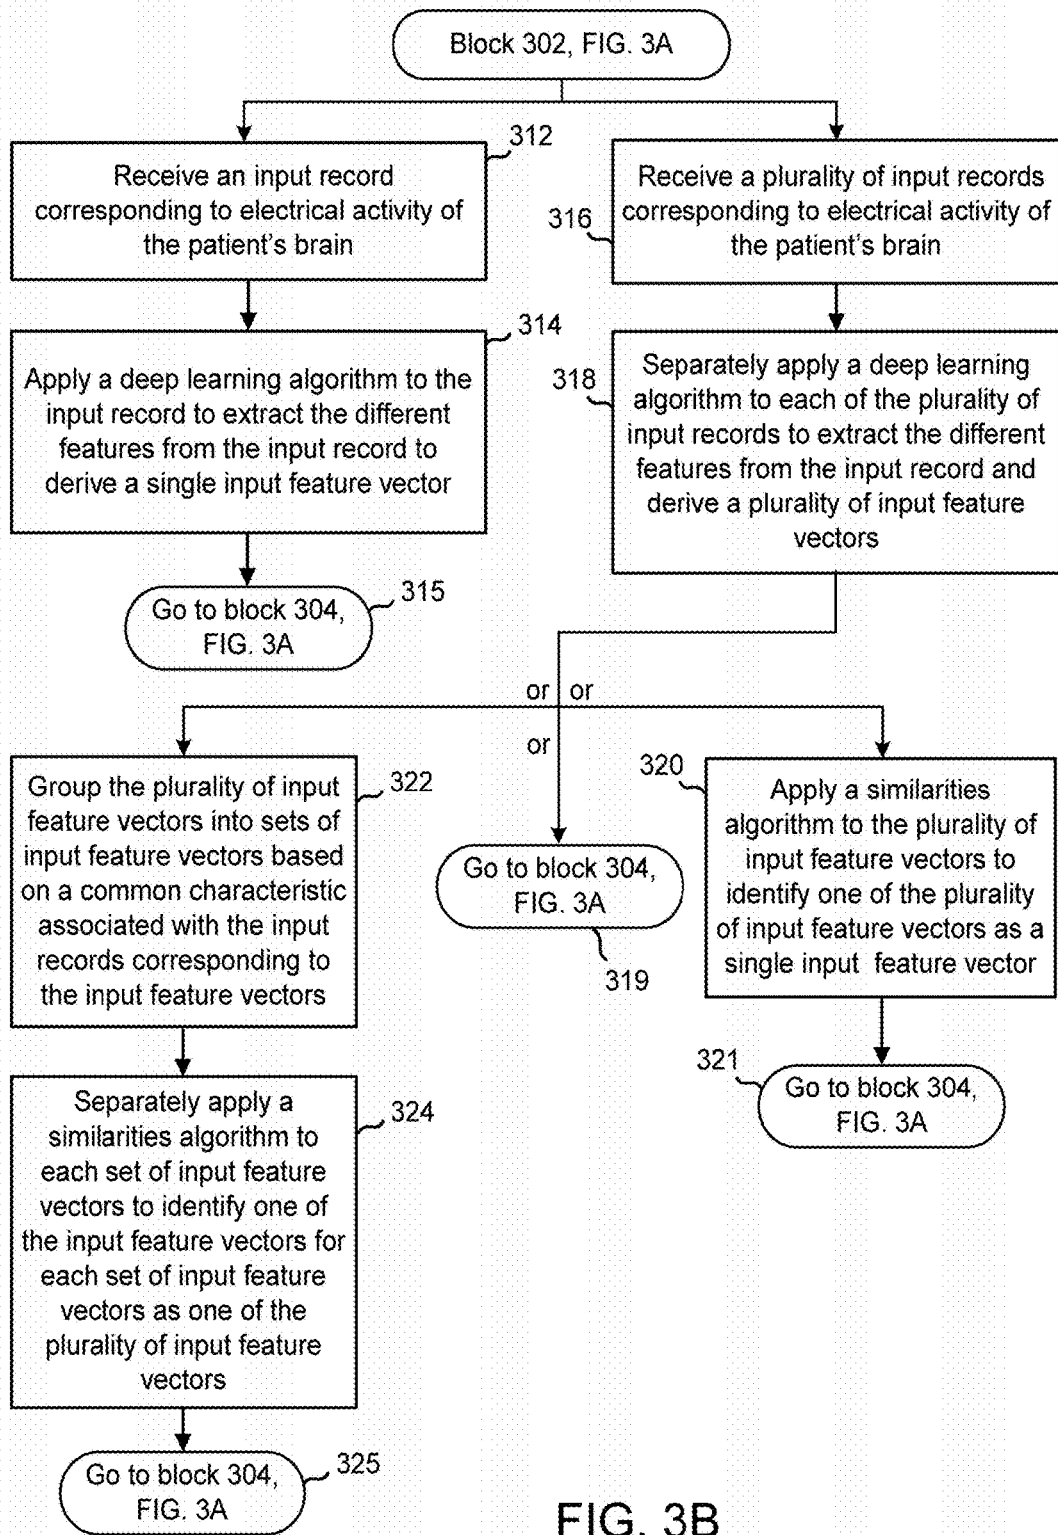 Block 302, FIG. 3A
312
Receive an input record
corresponding to electrical activity of
the patient's brain
314
Apply a deep learning algorithm to the
input record to extract the different
features from the input record to
derive a single input feature vector
Go to block 304,
FIG. 3A
315
316
Receive a plurality of input records
corresponding to electrical activity of
the patient's brain
318
Separately apply a deep learning
algorithm to each of the plurality of
input records to extract the different
features from the input record and
derive a plurality of input feature
vectors
or or
or
322
Group the plurality of input
feature vectors into sets of
input feature vectors based
on a common characteristic
associated with the input
records corresponding to
the input feature vectors
324
Separately apply a
similarities algorithm to
each set of input feature
vectors to identify one of
the input feature vectors for
each set of input feature
vectors as one of the
plurality of input feature
vectors
Go to block 304,
FIG. 3A
325
Go to block 304,
FIG. 3A
319
320
Apply a similarities
algorithm to the plurality of
input feature vectors to
identify one of the plurality
of input feature vectors as a
single input feature vector
321
Go to block 304,
FIG. 3A
FIG. 3B